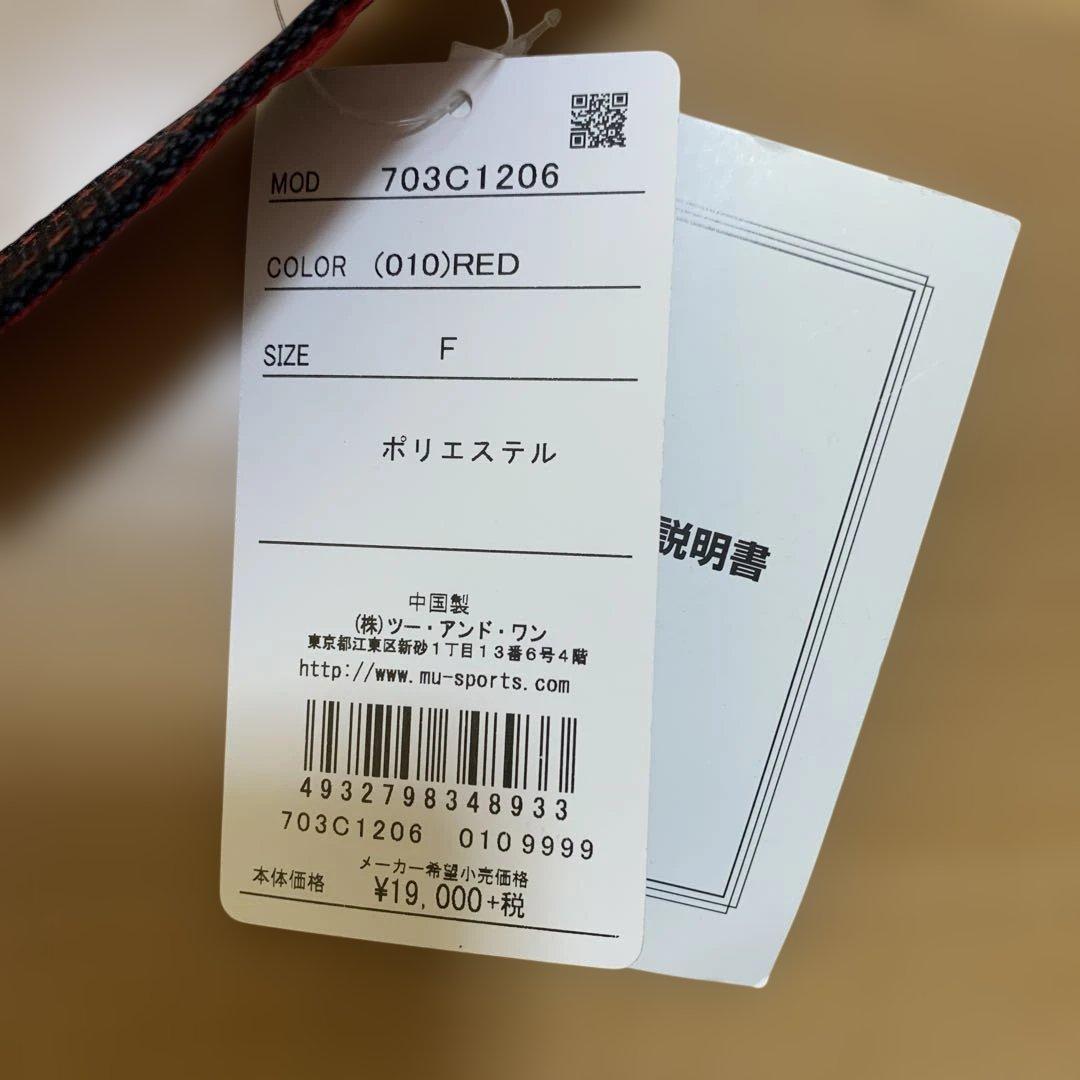 MOD 703C1206
COLOR (010)RED
SIZE F
ポリエステル
中国製
(株)ツー・アンド・ワン
東京都江東区新砂1丁目13番6号4階
http://www.mu-sports.com
4932798348933
703C1206 010 9999
メーカー希望小売価格
本体価格 ¥19,000+税
説明書